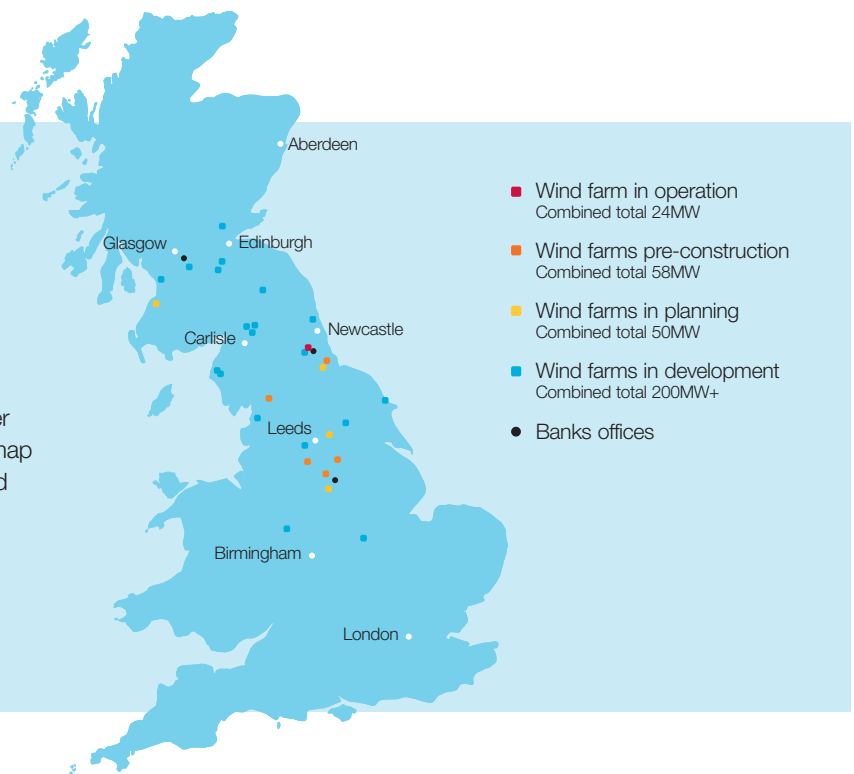 Aberdeen
Glasgow
Edinburgh
Carlisle
Newcastle
Leeds
Birmingham
London
Wind farm in operation
Combined total 24MW
Wind farms pre-construction
Combined total 58MW
Wind farms in planning
Combined total 50MW
Wind farms in development
Combined total 200MW+
Banks offices